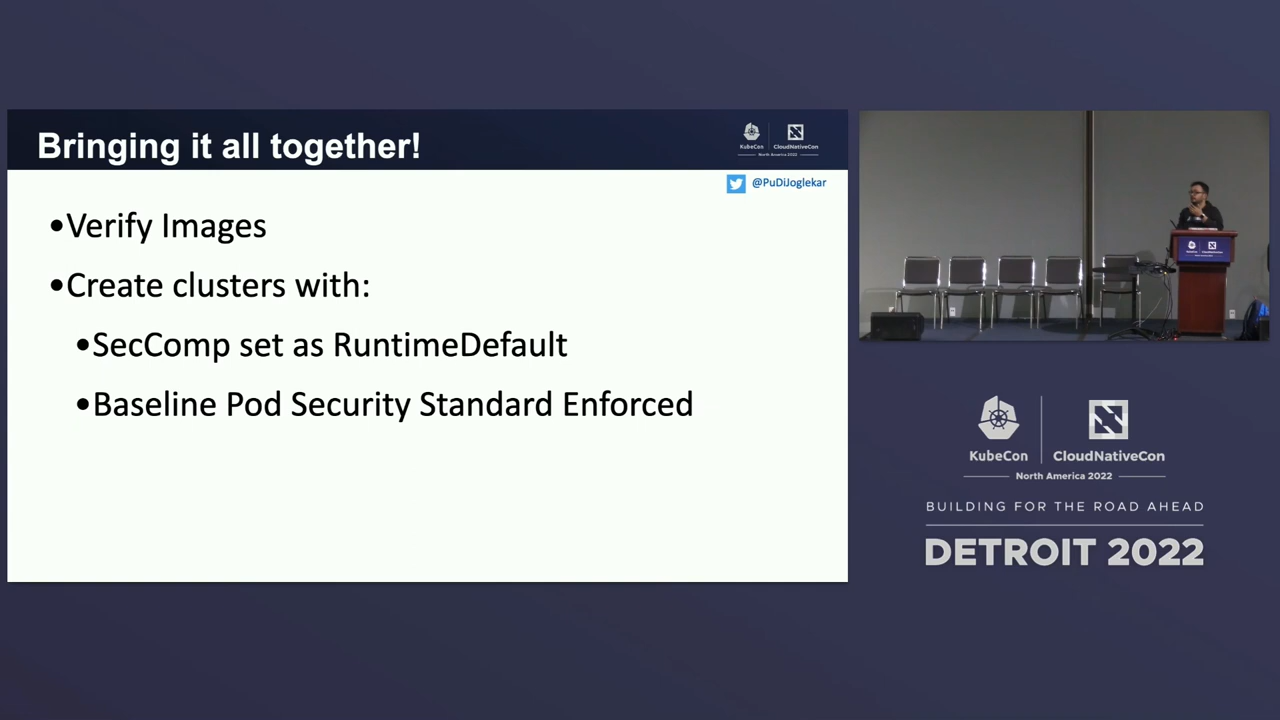 Bringing it all together!
KubeCon
CloudNativeCon
North America 2022
@PuDiJoglekar
•Verify Images
•Create clusters with:
•SecComp set as RuntimeDefault
•Baseline Pod Security Standard Enforced
KubeCon
CloudNativeCon
North America 2022
BUILDING FOR THE ROAD AHEAD
DETROIT 2022